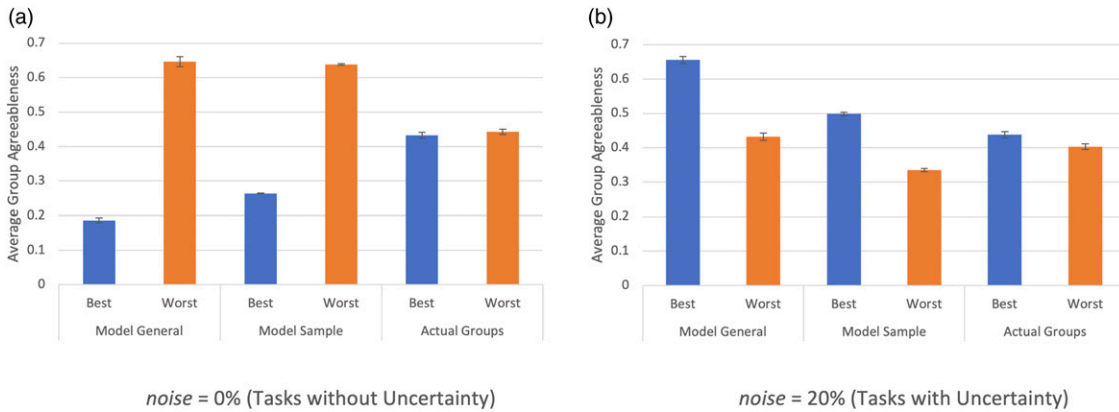 (a)
Average Group Agreeableness
0.7
0.6
0.5
0.4
0.3
0.2
0.1
0
Best Worst Best Worst Best Worst
Model General Model Sample Actual Groups
noise = 0% (Tasks without Uncertainty)
(b)
Average Group Agreeableness
0.7
0.6
0.5
0.4
0.3
0.2
0.1
0
Best Worst Best Worst Best Worst
Model General Model Sample Actual Groups
noise = 20% (Tasks with Uncertainty)